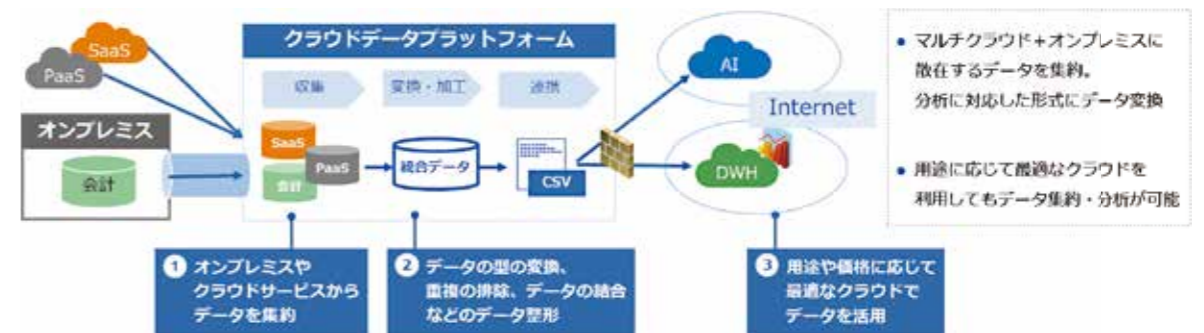 SaaS
PaaS
オンプレミス
会計
クラウドデータプラットフォーム
収集
変換・加工
連携
SaaS
PaaS
会計
統合データ
CSV
AI
Internet
DWH
• マルチクラウド+オンプレミスに
散在するデータを集約。
分析に対応した形式にデータ変換
• 用途に応じて最適なクラウドを
利用してもデータ集約・分析が可能
1 オンプレミスや
クラウドサービスから
データを集約
2 データの型の変換、
重複の排除、データの結合
などのデータ整形
3 用途や価格に応じて
最適なクラウドで
データを活用